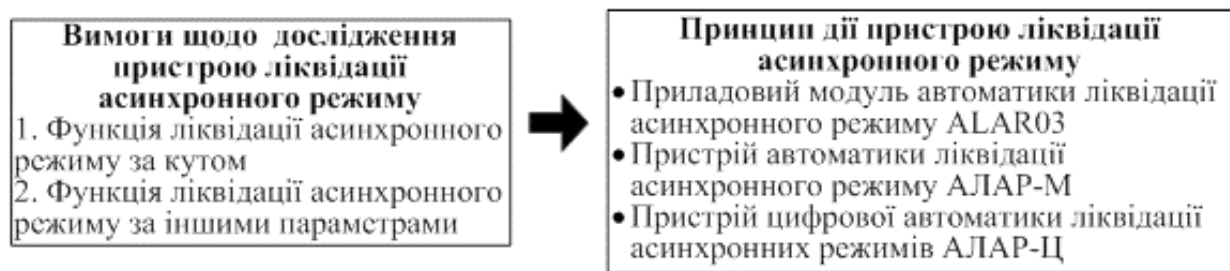 Вимоги щодо дослідження
пристрою ліквідації
асинхронного режиму
1. Функція ліквідації асинхронного
режиму за кутом
2. Функція ліквідації асинхронного
режиму за іншими параметрами
Принцип дії пристрою ліквідації
асинхронного режиму
•Приладовий модуль автоматики ліквідації
асинхронного режиму ALAR03
•Пристрій автоматики ліквідації
асинхронного режиму АЛАР-М
•Пристрій цифрової автоматики ліквідації
асинхронних режимів АЛАР-Ц